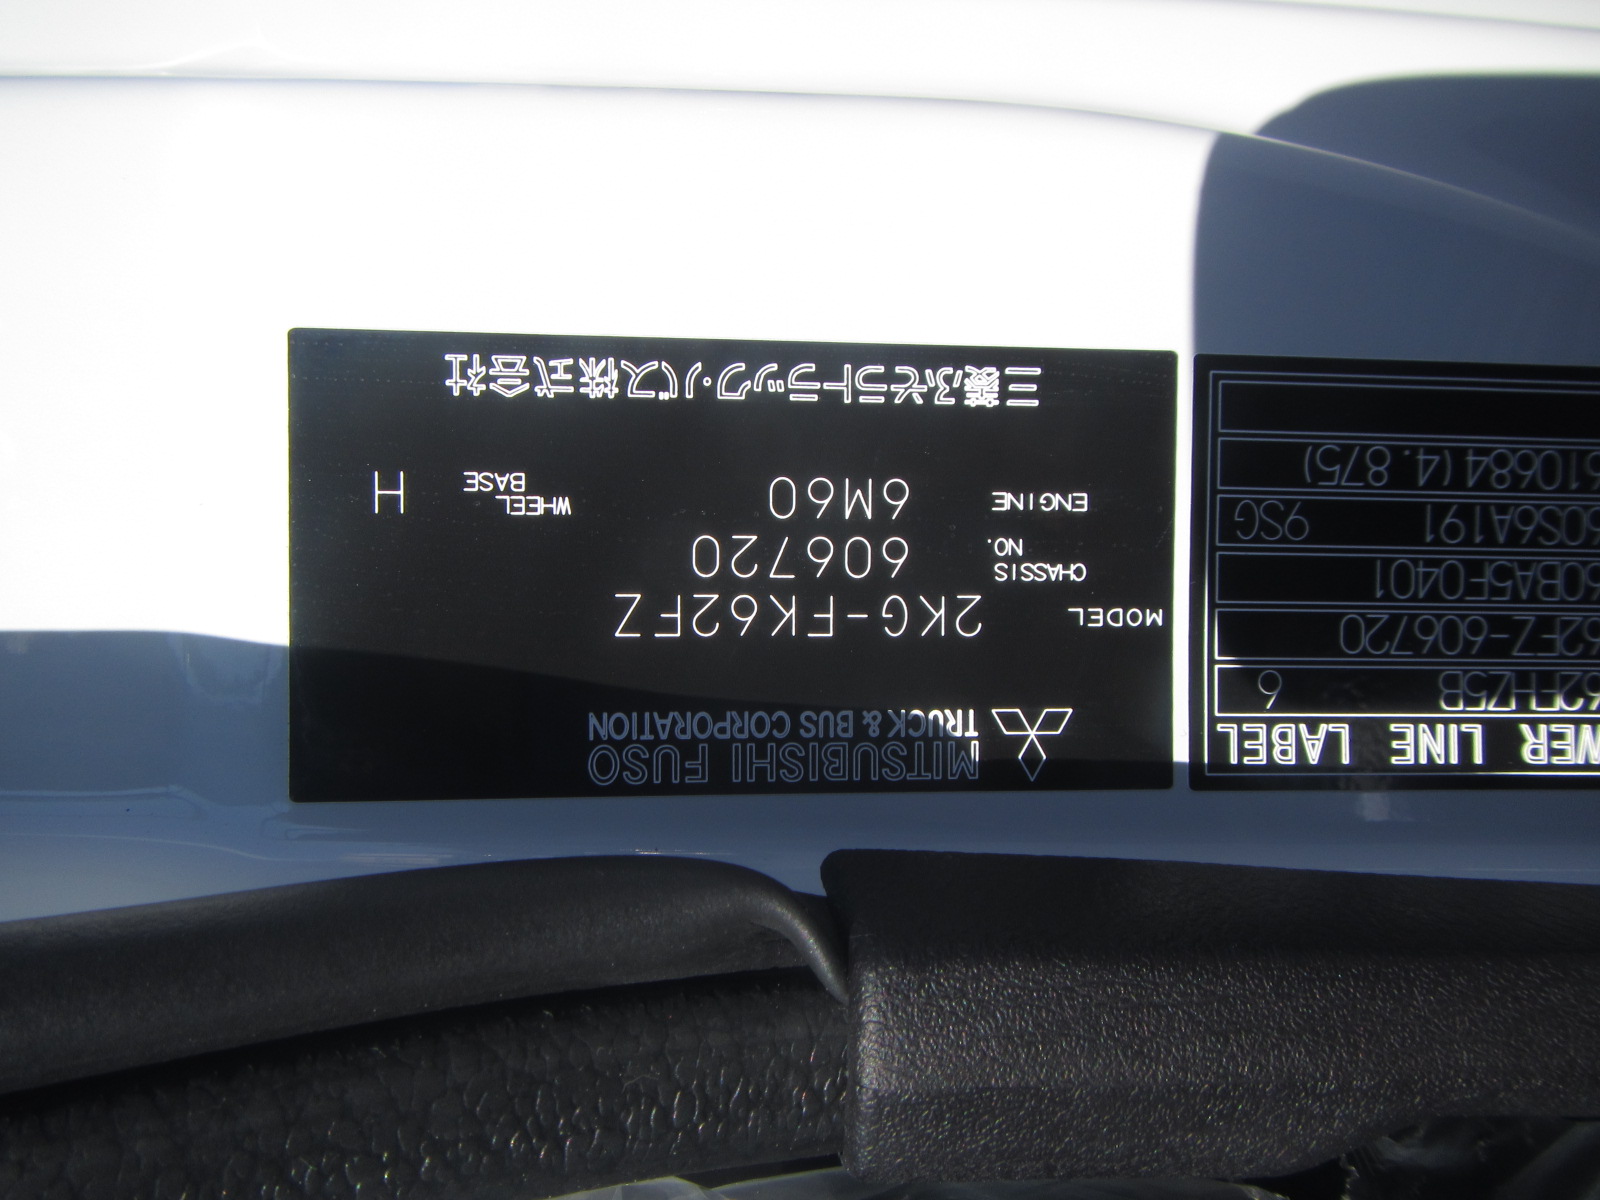 MITSUBISHI FUSO
TRUCK & BUS CORPORATION
MODEL 2KG-FK62FZ
CHASSIS NO. 606720
ENGINE 6M60 WHEEL BASE H
三菱ふそうトラック・バス株式会社
WER LINE LABEL
62FHZ5B 6
62FZ-606720
60BA5F0401
60S6A191 9SG
610684(4.875)